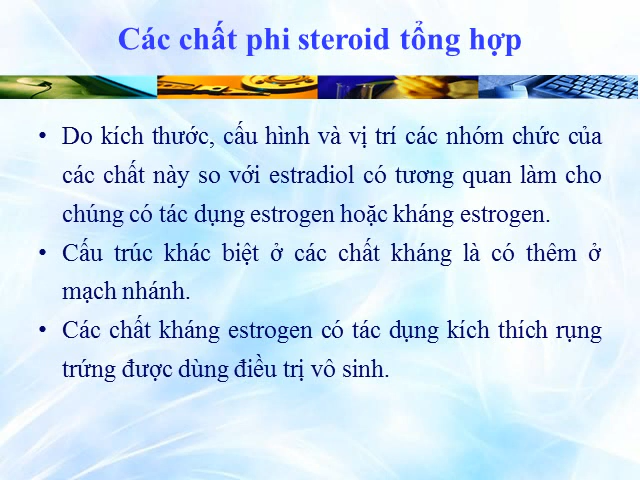 Các chất phi steroid tổng hợp
• Do kích thước, cấu hình và vị trí các nhóm chức của
các chất này so với estradiol có tương quan làm cho
chúng có tác dụng estrogen hoặc kháng estrogen.
• Cấu trúc khác biệt ở các chất kháng là có thêm ở
mạch nhánh.
• Các chất kháng estrogen có tác dụng kích thích rụng
trứng được dùng điều trị vô sinh.